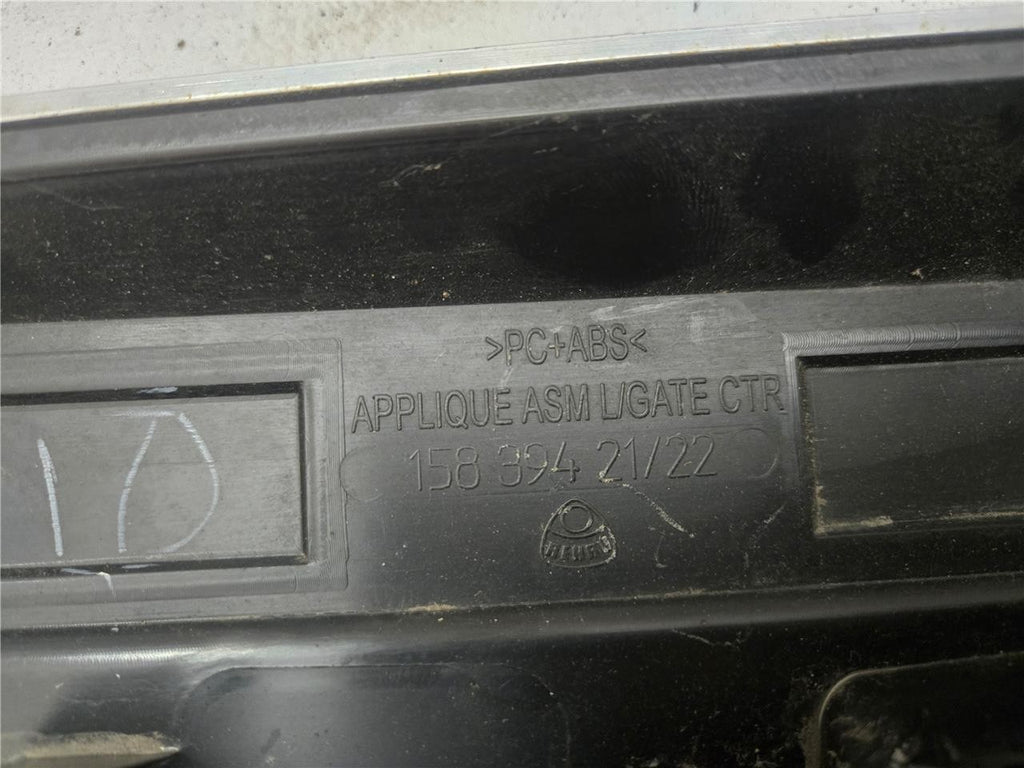 >PC+ABS<
APPLIQUE ASM L/GATE CTR
158 394 21/22